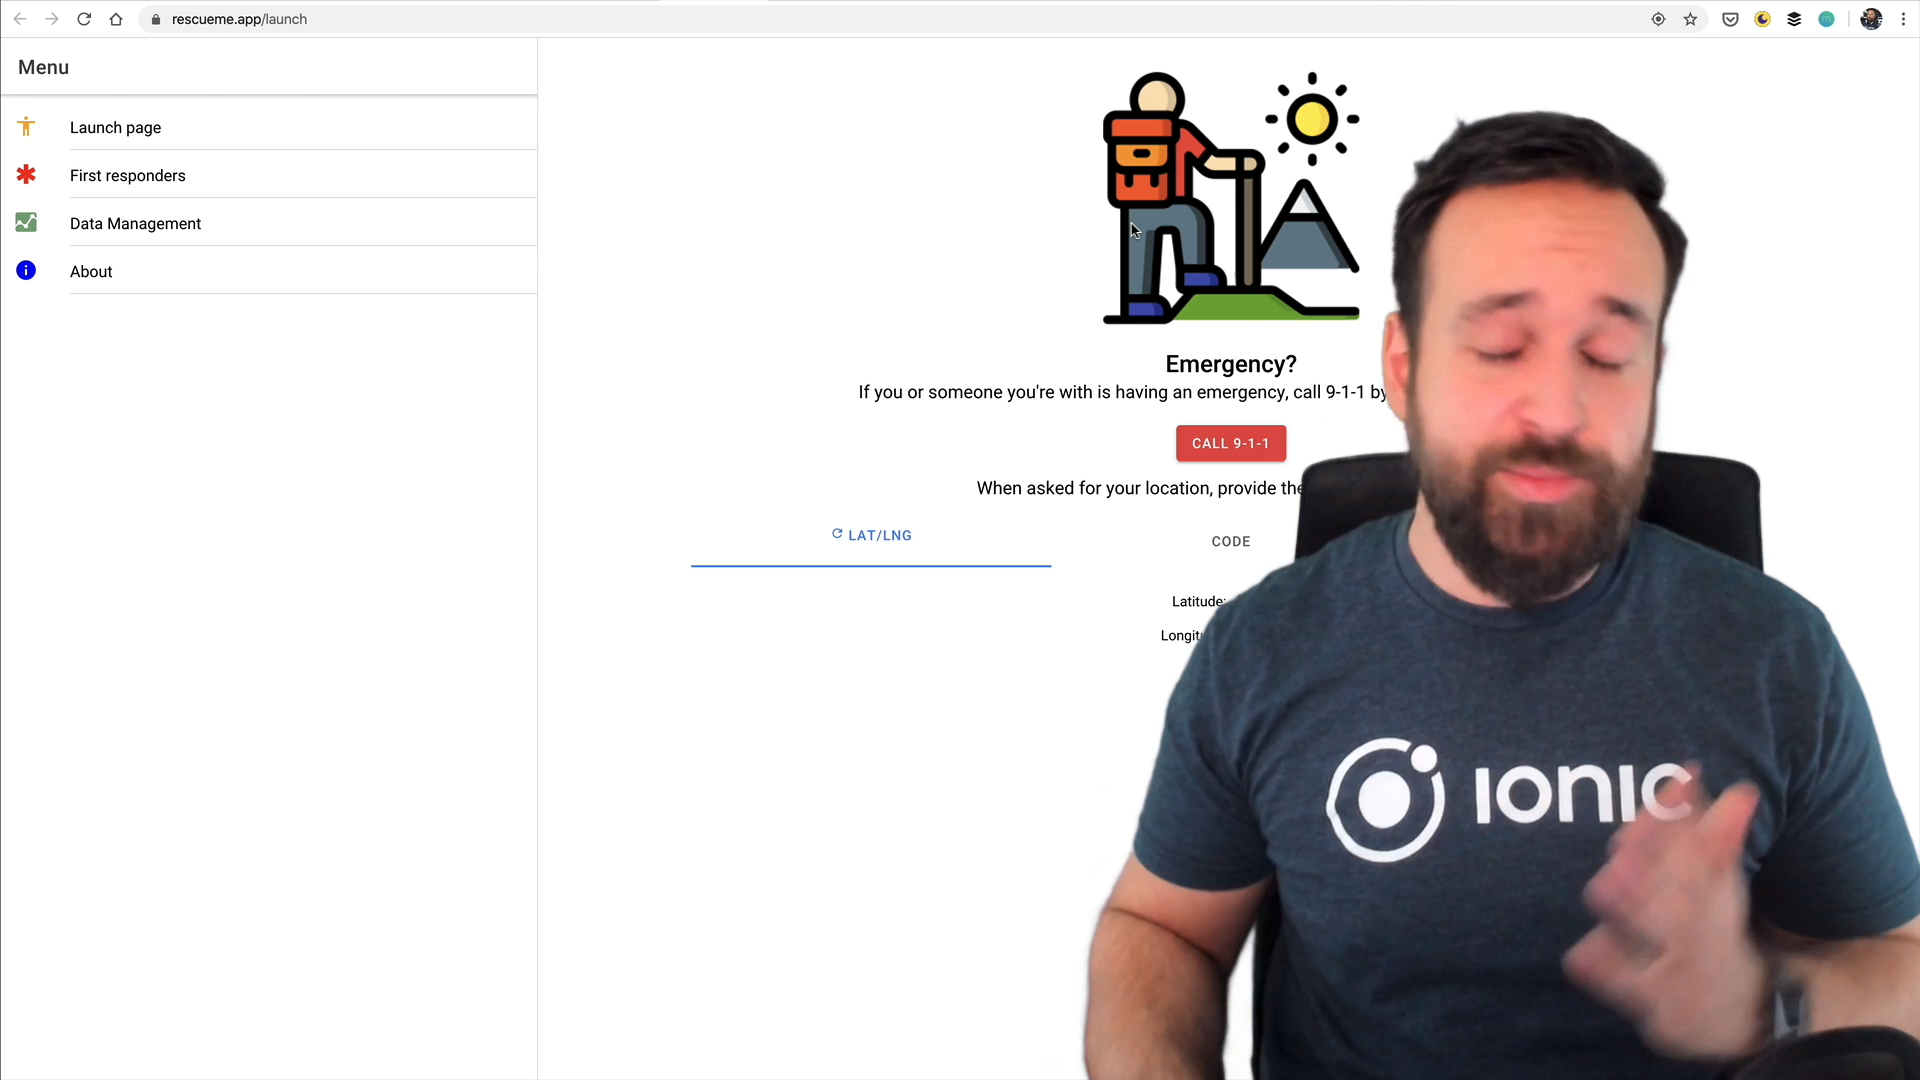 rescueme.app/launch
Menu
Launch page
First responders
Data Management
About
Emergency?
If you or someone you're with is having an emergency, call 9-1-1 by
CALL 9-1-1
When asked for your location, provide the
LAT/LNG
CODE
Latitude:
IONIC